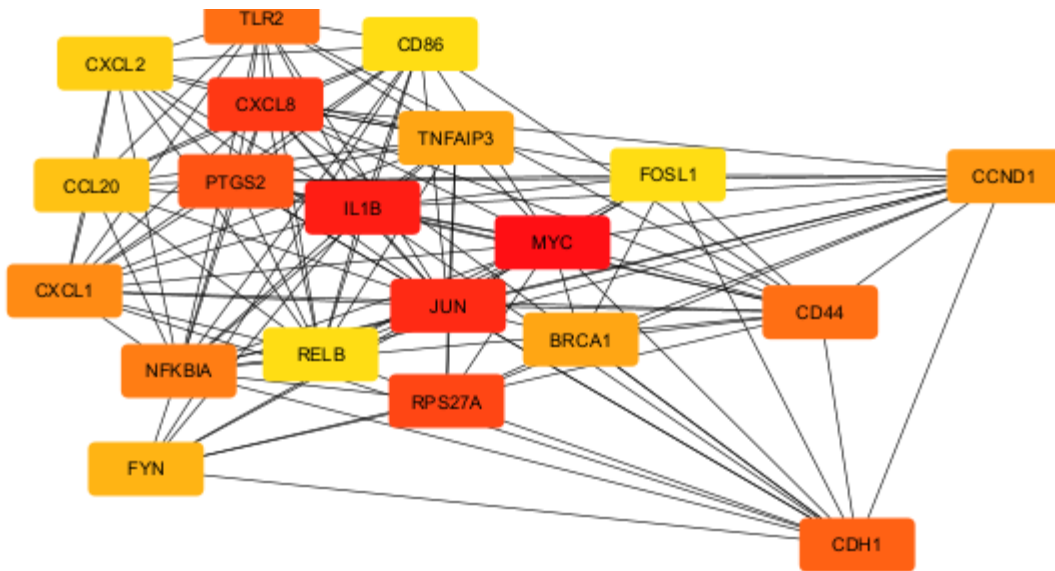 TLR2
CD86
CXCL2
CXCL8
TNFAIP3
FOSL1
CCND1
CCL20
PTGS2
IL1B
MYC
CXCL1
JUN
CD44
BRCA1
RELB
NFKBIA
RPS27A
FYN
CDH1